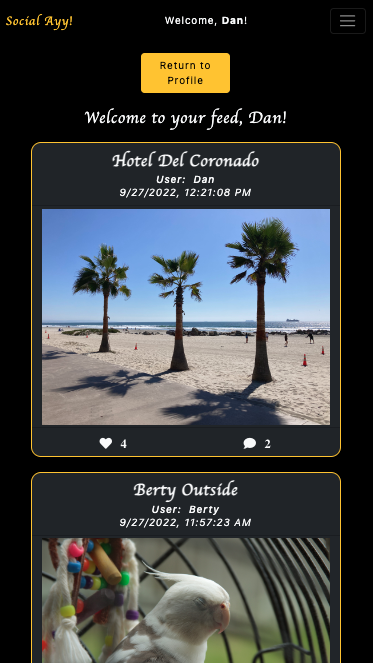 Social Ayy!
Welcome, Dan!
Return to
Profile
Welcome to your feed, Dan!
Hotel Del Coronado
User: Dan
9/27/2022, 12:21:08 PM
4
2
Berty Outside
User: Berty
9/27/2022, 11:57:23 AM